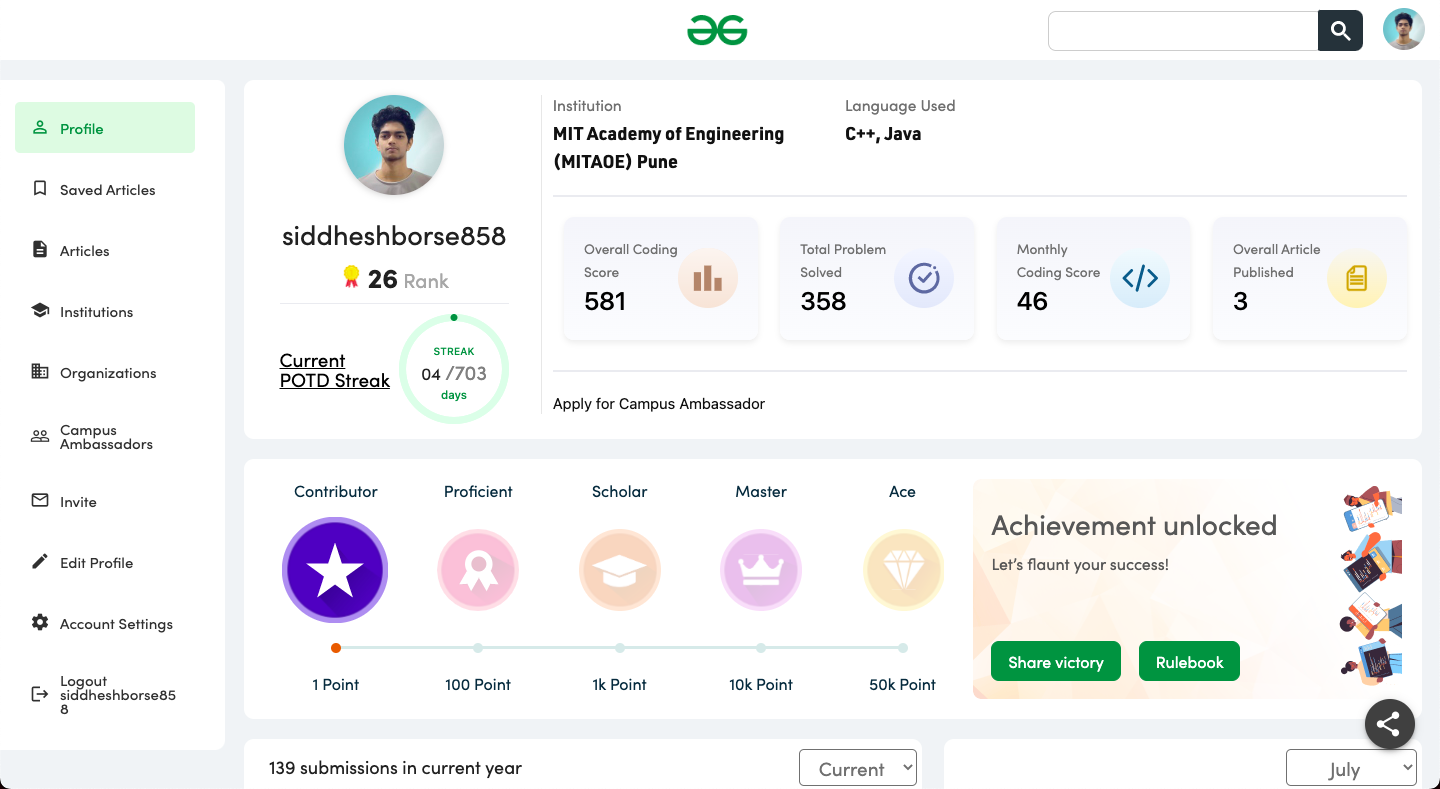 Profile
Saved Articles
Articles
Institutions
Organizations
Campus
Ambassadors
Invite
Edit Profile
Account Settings
Logout
siddheshborse85
8
siddheshborse858
26 Rank
Current
POTD Streak
STREAK
04 /703
days
Institution
MIT Academy of Engineering
(MITAOE) Pune
Language Used
C++, Java
Overall Coding
Score
581
Total Problem
Solved
358
Monthly
Coding Score
46
Overall Article
Published
3
Apply for Campus Ambassador
Contributor
Proficient
Scholar
Master
Ace
1 Point
100 Point
1k Point
10k Point
50k Point
Achievement unlocked
Let's flaunt your success!
Share victory
Rulebook
139 submissions in current year
Current
July